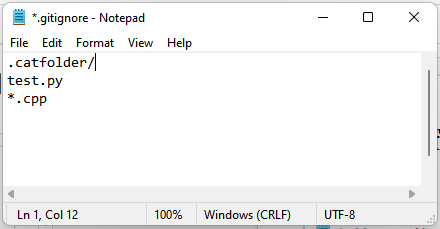 *.gitignore - Notepad
File Edit Format View Help
.catfolder/
test.py
*.cpp
Ln 1, Col 12 100% Windows (CRLF) UTF-8